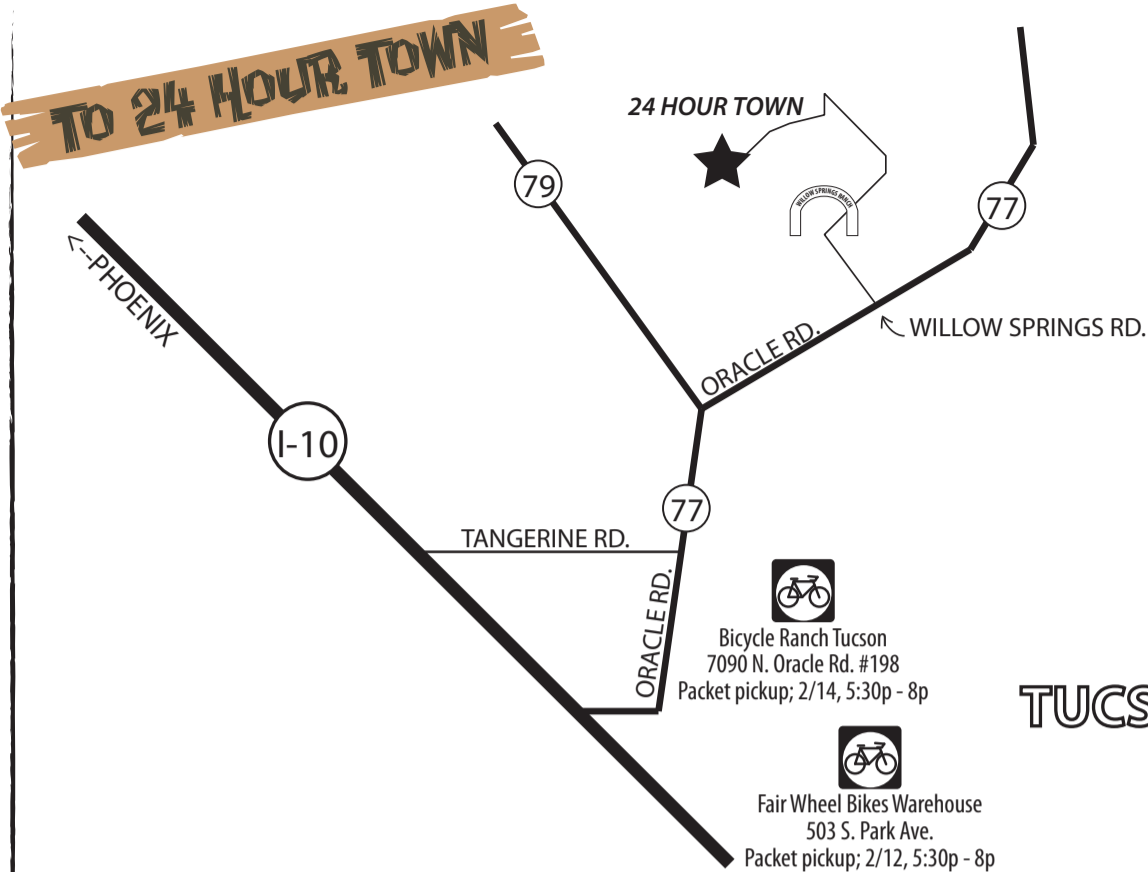 TO 24 HOUR TOWN
24 HOUR TOWN
79
WILLOW SPRINGS RANCH
77
<--PHOENIX
WILLOW SPRINGS RD.
ORACLE RD.
I-10
77
TANGERINE RD.
ORACLE RD.
Bicycle Ranch Tucson
7090 N. Oracle Rd. #198
Packet pickup; 2/14, 5:30p - 8p
TUCS
Fair Wheel Bikes Warehouse
503 S. Park Ave.
Packet pickup; 2/12, 5:30p - 8p